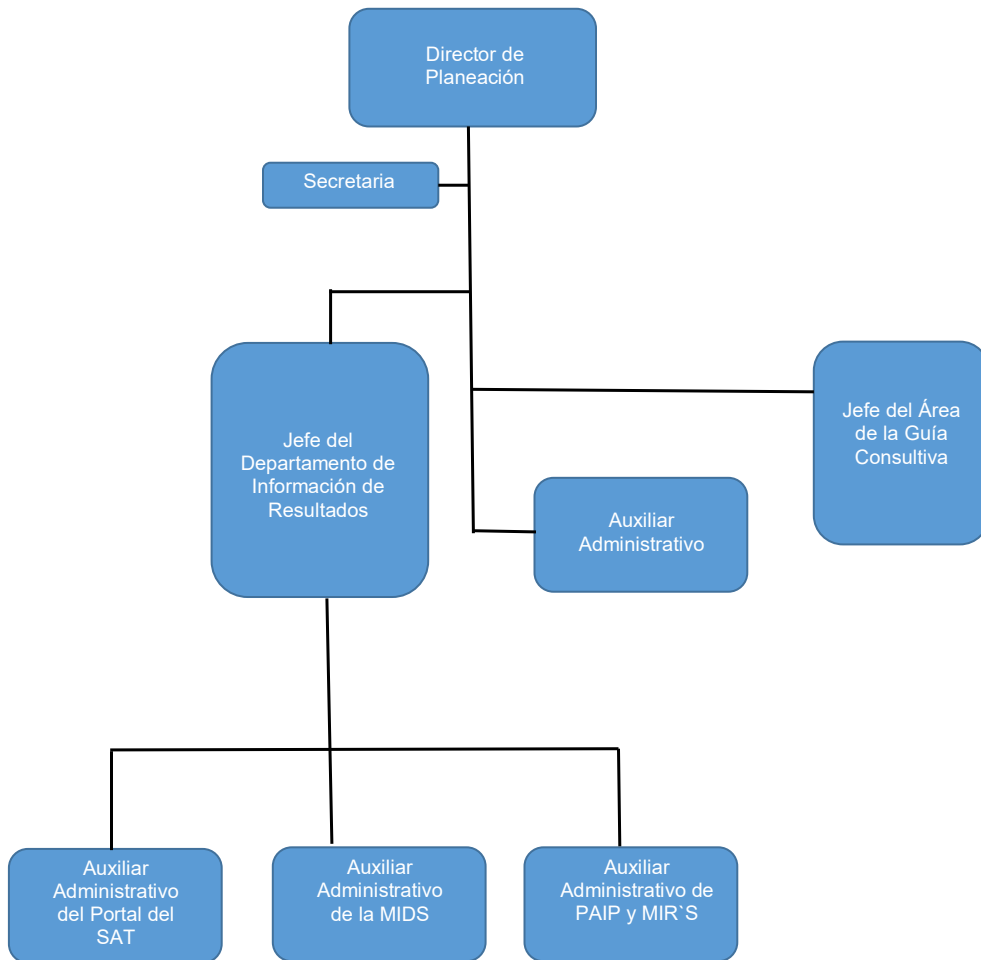 Director de
Planeación
Secretaria
Jefe del
Departamento de
Información de
Resultados
Jefe del Área
de la Guía
Consultiva
Auxiliar
Administrativo
Auxiliar
Administrativo
del Portal del
SAT
Auxiliar
Administrativo
de la MIDS
Auxiliar
Administrativo de
PAIP y MIR`S